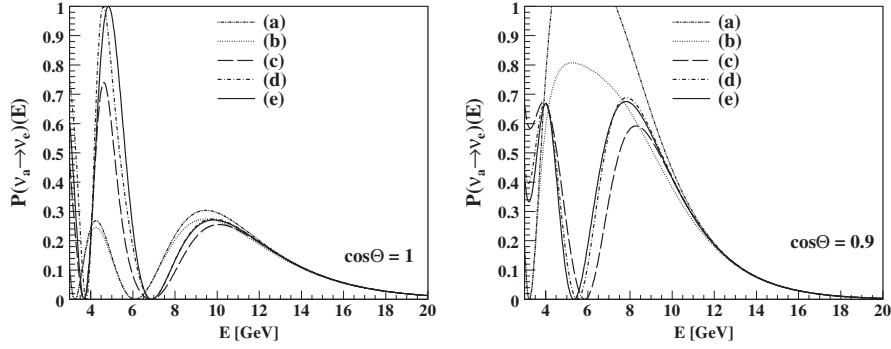 1
0.9
0.8
0.7
0.6
0.5
0.4
0.3
0.2
0.1
0
P(νa→νe)(E)
(a)
(b)
(c)
(d)
(e)
cosΘ = 1
4 6 8 10 12 14 16 18 20
E [GeV]
1
0.9
0.8
0.7
0.6
0.5
0.4
0.3
0.2
0.1
0
P(νa→νe)(E)
(a)
(b)
(c)
(d)
(e)
cosΘ = 0.9
4 6 8 10 12 14 16 18 20
E [GeV]